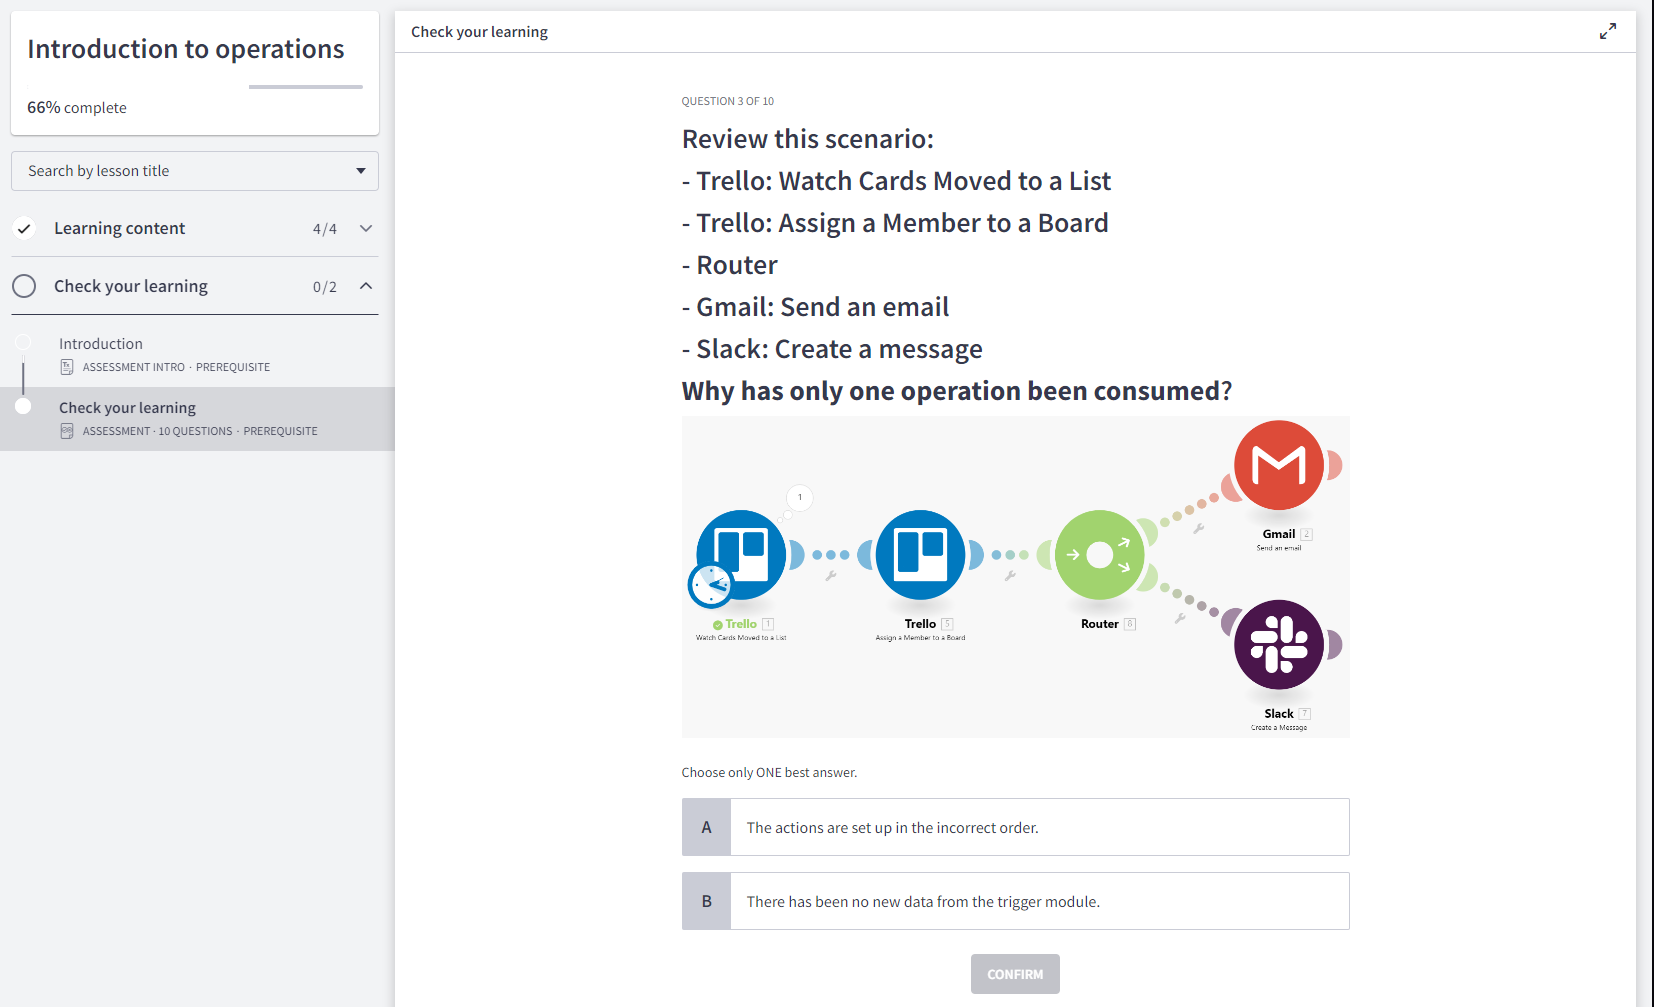 Introduction to operations
66% complete
Search by lesson title
Learning content 4/4
Check your learning 0/2
Introduction
ASSESSMENT INTRO · PREREQUISITE
Check your learning
ASSESSMENT · 10 QUESTIONS · PREREQUISITE
Check your learning
QUESTION 3 OF 10
Review this scenario:
- Trello: Watch Cards Moved to a List
- Trello: Assign a Member to a Board
- Router
- Gmail: Send an email
- Slack: Create a message
Why has only one operation been consumed?
1
Trello 1
Watch Cards Moved to a List
Trello 5
Assign a Member to a Board
Router 8
Gmail 2
Send an email
Slack 7
Create a Message
Choose only ONE best answer.
A The actions are set up in the incorrect order.
B There has been no new data from the trigger module.
CONFIRM